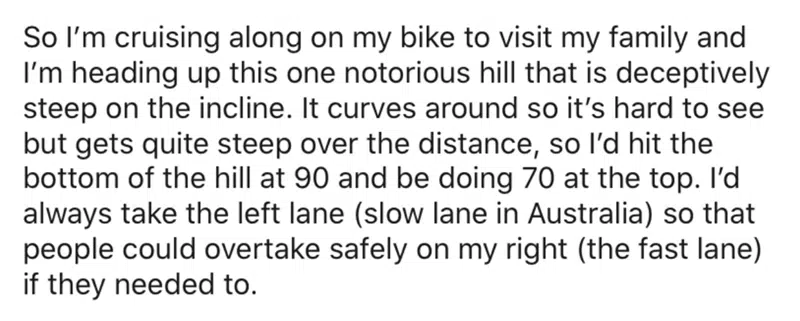 So I’m cruising along on my bike to visit my family and
I’m heading up this one notorious hill that is deceptively
steep on the incline. It curves around so it’s hard to see
but gets quite steep over the distance, so I’d hit the
bottom of the hill at 90 and be doing 70 at the top. I’d
always take the left lane (slow lane in Australia) so that
people could overtake safely on my right (the fast lane)
if they needed to.